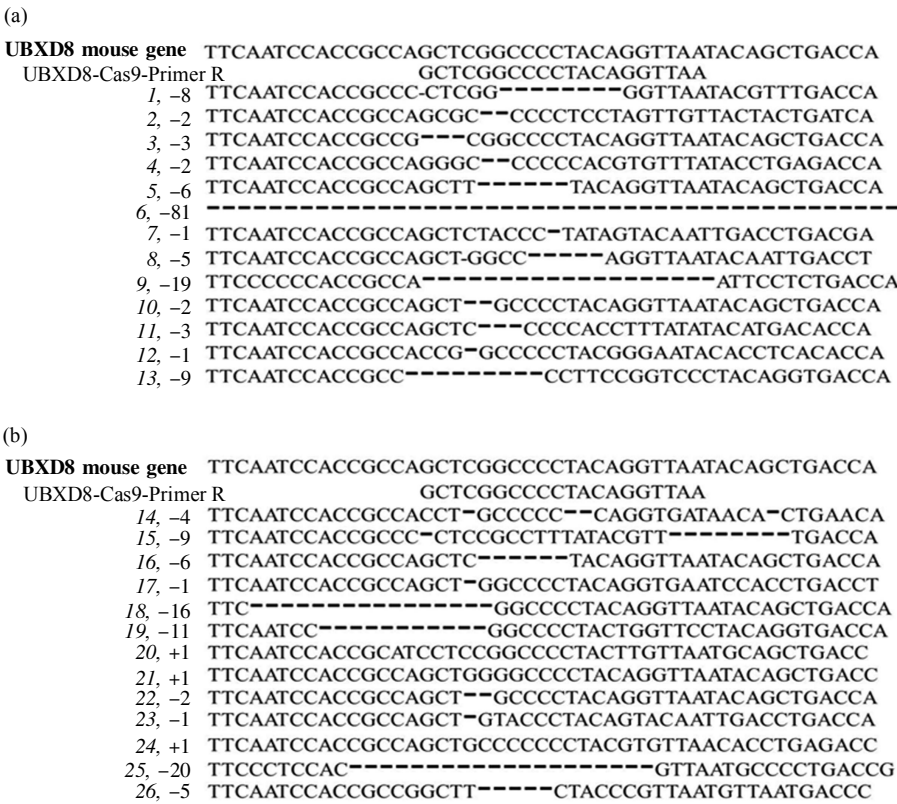 (a)
UBXD8 mouse gene TTCAATCCACCGCCAGCTCGGCCCCTACAGGTTAATACAGCTGACCA
UBXD8-Cas9-Primer R GCTCGGCCCCTACAGGTTAA
1, –8 TTCAATCCACCGCCC-CTCGG--------GGTTAATACGTTTGACCA
2, –2 TTCAATCCACCGCCAGCGC--CCCCTCCTAGTTGTTACTACTGATCA
3, –3 TTCAATCCACCGCCG---CGGCCCCTACAGGTTAATACAGCTGACCA
4, –2 TTCAATCCACCGCCAGGGC--CCCCCACGTGTTTATACCTGAGACCA
5, –6 TTCAATCCACCGCCAGCTT------TACAGGTTAATACAGCTGACCA
6, –81 ---------------------------------------------
7, –1 TTCAATCCACCGCCAGCTCTACCC-TATAGTACAATTGACCTGACGA
8, –5 TTCAATCCACCGCCAGCT-GGCC-----AGGTTAATACAATTGACCT
9, –19 TTCCCCCCACCGCCA-------------------ATTCCTCTGACCA
10, –2 TTCAATCCACCGCCAGCT--GCCCCTACAGGTTAATACAGCTGACCA
11, –3 TTCAATCCACCGCCAGCTC---CCCCACCTTTATATACATGACACCA
12, –1 TTCAATCCACCGCCACCG-GCCCCCTACGGGAATACACCTCACACCA
13, –9 TTCAATCCACCGCC---------CCTTCCGGTCCCTACAGGTGACCA
(b)
UBXD8 mouse gene TTCAATCCACCGCCAGCTCGGCCCCTACAGGTTAATACAGCTGACCA
UBXD8-Cas9-Primer R GCTCGGCCCCTACAGGTTAA
14, –4 TTCAATCCACCGCCACCT-GCCCCC--CAGGTGATAACA-CTGAACA
15, –9 TTCAATCCACCGCCC-CTCCGCCTTTATACGTT--------TGACCA
16, –6 TTCAATCCACCGCCAGCTC------TACAGGTTAATACAGCTGACCA
17, –1 TTCAATCCACCGCCAGCT-GGCCCCTACAGGTGAATCCACCTGACCT
18, –16 TTC----------------GGCCCCTACAGGTTAATACAGCTGACCA
19, –11 TTCAATCC-----------GGCCCCTACTGGTTCCTACAGGTGACCA
20, +1 TTCAATCCACCGCATCCTCCGGCCCCTACTTGTTAATGCAGCTGACC
21, +1 TTCAATCCACCGCCAGCTGGGGCCCCTACAGGTTAATACAGCTGACC
22, –2 TTCAATCCACCGCCAGCT--GCCCCTACAGGTTAATACAGCTGACCA
23, –1 TTCAATCCACCGCCAGCT-GTACCCTACAGTACAATTGACCTGACCA
24, +1 TTCAATCCACCGCCAGCTGCCCCCCCTACGTGTTAACACCTGAGACC
25, –20 TTCCCTCCAC--------------------GTTAATGCCCCTGACCG
26, –5 TTCAATCCACCGCCGGCTT-----CTACCCGTTAATGTTAATGACCC